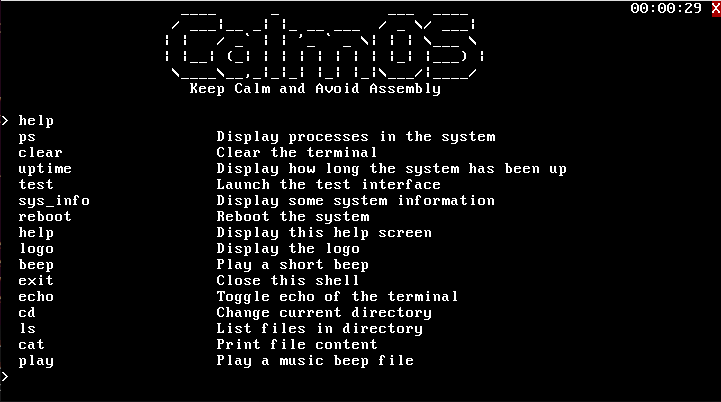 00:00:29 X
CalmOS
Keep Calm and Avoid Assembly
> help
ps Display processes in the system
clear Clear the terminal
uptime Display how long the system has been up
test Launch the test interface
sys_info Display some system information
reboot Reboot the system
help Display this help screen
logo Display the logo
beep Play a short beep
exit Close this shell
echo Toggle echo of the terminal
cd Change current directory
ls List files in directory
cat Print file content
play Play a music beep file
>